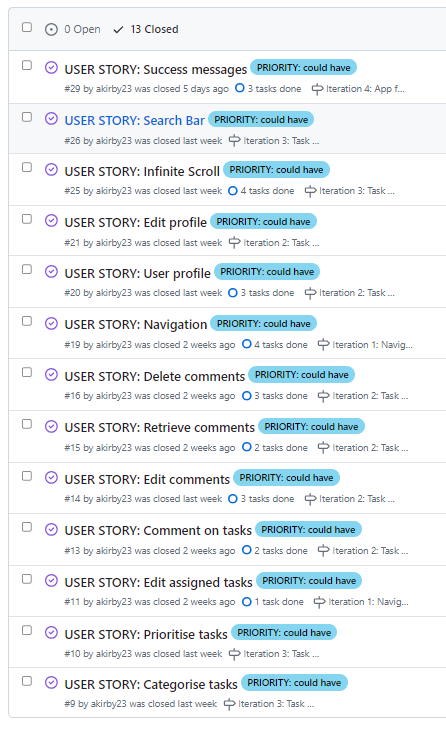 0 Open 13 Closed
USER STORY: Success messages PRIORITY: could have
#29 by akirby23 was closed 5 days ago 3 tasks done Iteration 4: App f...
USER STORY: Search Bar PRIORITY: could have
#26 by akirby23 was closed last week Iteration 3: Task ...
USER STORY: Infinite Scroll PRIORITY: could have
#25 by akirby23 was closed last week 4 tasks done Iteration 3: Task ...
USER STORY: Edit profile PRIORITY: could have
#21 by akirby23 was closed last week Iteration 2: Task ...
USER STORY: User profile PRIORITY: could have
#20 by akirby23 was closed last week 3 tasks done Iteration 2: Task ...
USER STORY: Navigation PRIORITY: could have
#19 by akirby23 was closed 2 weeks ago 4 tasks done Iteration 1: Navig...
USER STORY: Delete comments PRIORITY: could have
#16 by akirby23 was closed 2 weeks ago 3 tasks done Iteration 2: Task ...
USER STORY: Retrieve comments PRIORITY: could have
#15 by akirby23 was closed 2 weeks ago 2 tasks done Iteration 2: Task ...
USER STORY: Edit comments PRIORITY: could have
#14 by akirby23 was closed last week 3 tasks done Iteration 2: Task ...
USER STORY: Comment on tasks PRIORITY: could have
#13 by akirby23 was closed 2 weeks ago 2 tasks done Iteration 2: Task ...
USER STORY: Edit assigned tasks PRIORITY: could have
#11 by akirby23 was closed 2 weeks ago 1 task done Iteration 1: Navig...
USER STORY: Prioritise tasks PRIORITY: could have
#10 by akirby23 was closed last week Iteration 3: Task ...
USER STORY: Categorise tasks PRIORITY: could have
#9 by akirby23 was closed last week Iteration 3: Task ...